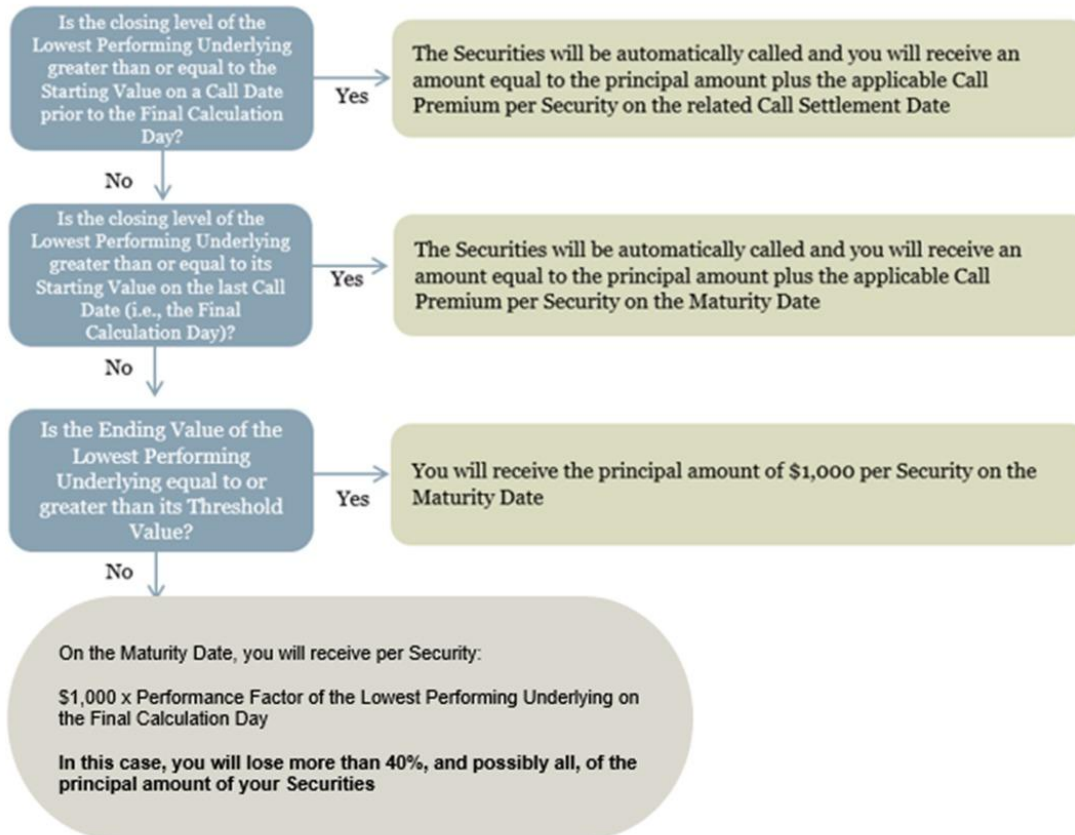 Is the closing level of the
Lowest Performing Underlying
greater than or equal to the
Starting Value on a Call Date
prior to the Final Calculation
Day?
Yes
The Securities will be automatically called and you will receive an
amount equal to the principal amount plus the applicable Call
Premium per Security on the related Call Settlement Date
No
Is the closing level of the
Lowest Performing Underlying
greater than or equal to its
Starting Value on the last Call
Date (i.e., the Final
Calculation Day)?
Yes
The Securities will be automatically called and you will receive an
amount equal to the principal amount plus the applicable Call
Premium per Security on the Maturity Date
No
Is the Ending Value of the
Lowest Performing
Underlying equal to or
greater than its Threshold
Value?
Yes
You will receive the principal amount of $1,000 per Security on the
Maturity Date
No
On the Maturity Date, you will receive per Security:
$1,000 x Performance Factor of the Lowest Performing Underlying on
the Final Calculation Day
In this case, you will lose more than 40%, and possibly all, of the
principal amount of your Securities